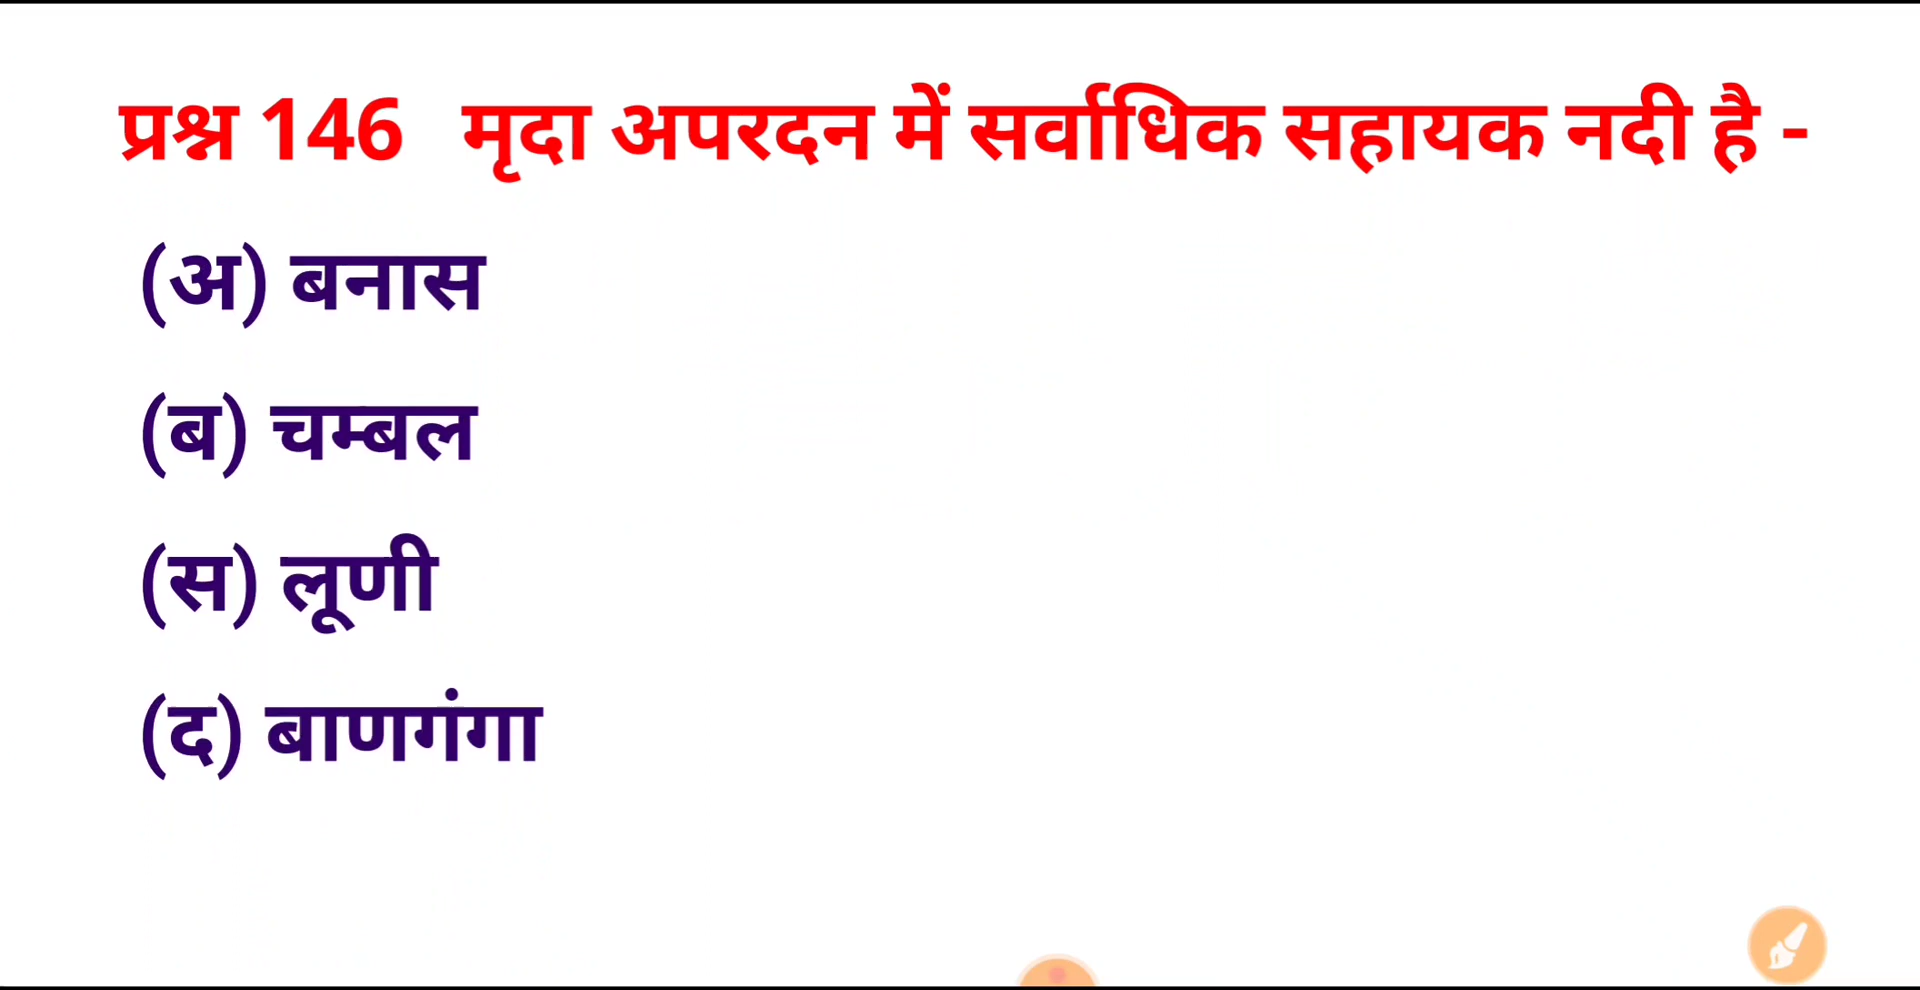 प्रश्न 146 मृदा अपरदन में सर्वाधिक सहायक नदी है -
(अ) बनास
(ब) चम्बल
(स) लूणी
(द) बाणगंगा